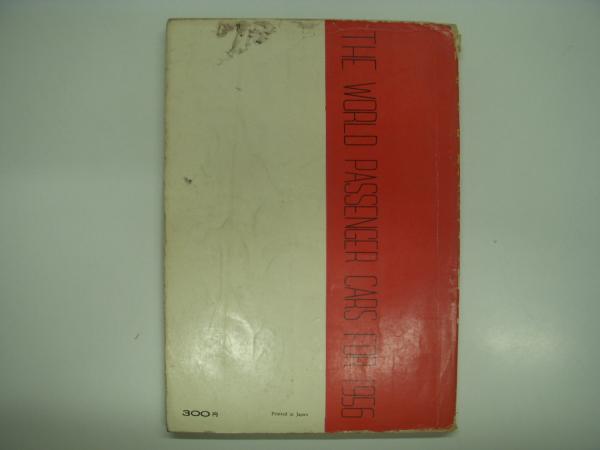 THE WORLD PASSENGER CARS FOR 1956
300円
Printed in Japan